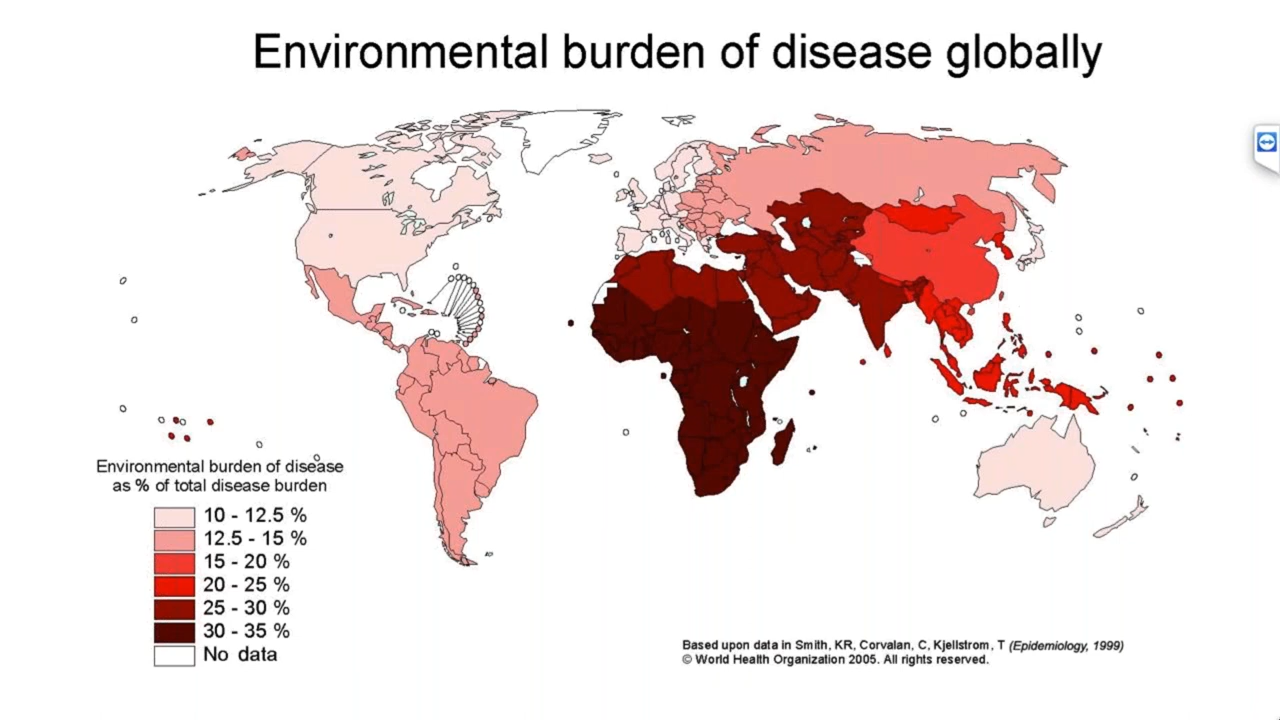 Environmental burden of disease globally
Environmental burden of disease
as % of total disease burden
10 - 12.5 %
12.5 - 15 %
15 - 20 %
20 - 25 %
25 - 30 %
30 - 35 %
No data
Based upon data in Smith, KR, Corvalan, C, Kjellstrom, T (Epidemiology, 1999)
© World Health Organization 2005. All rights reserved.